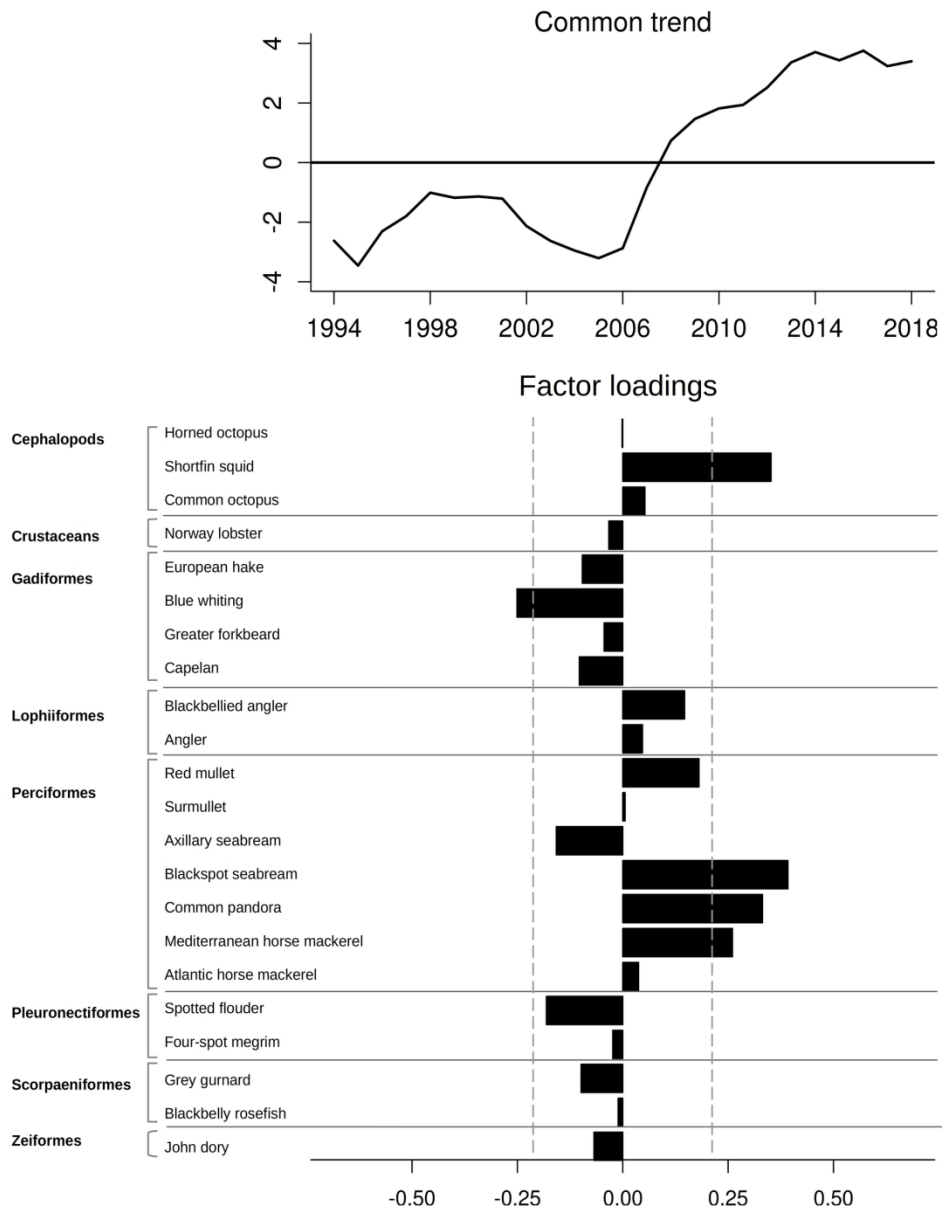 Common trend
4
2
0
-2
-4
1994 1998 2002 2006 2010 2014 2018
Factor loadings
Cephalopods
Horned octopus
Shortfin squid
Common octopus
Crustaceans
Norway lobster
Gadiformes
European hake
Blue whiting
Greater forkbeard
Capelan
Lophiiformes
Blackbellied angler
Angler
Perciformes
Red mullet
Surmullet
Axillary seabream
Blackspot seabream
Common pandora
Mediterranean horse mackerel
Atlantic horse mackerel
Pleuronectiformes
Spotted flouder
Four-spot megrim
Scorpaeniformes
Grey gurnard
Blackbelly rosefish
Zeiformes
John dory
-0.50 -0.25 0.00 0.25 0.50